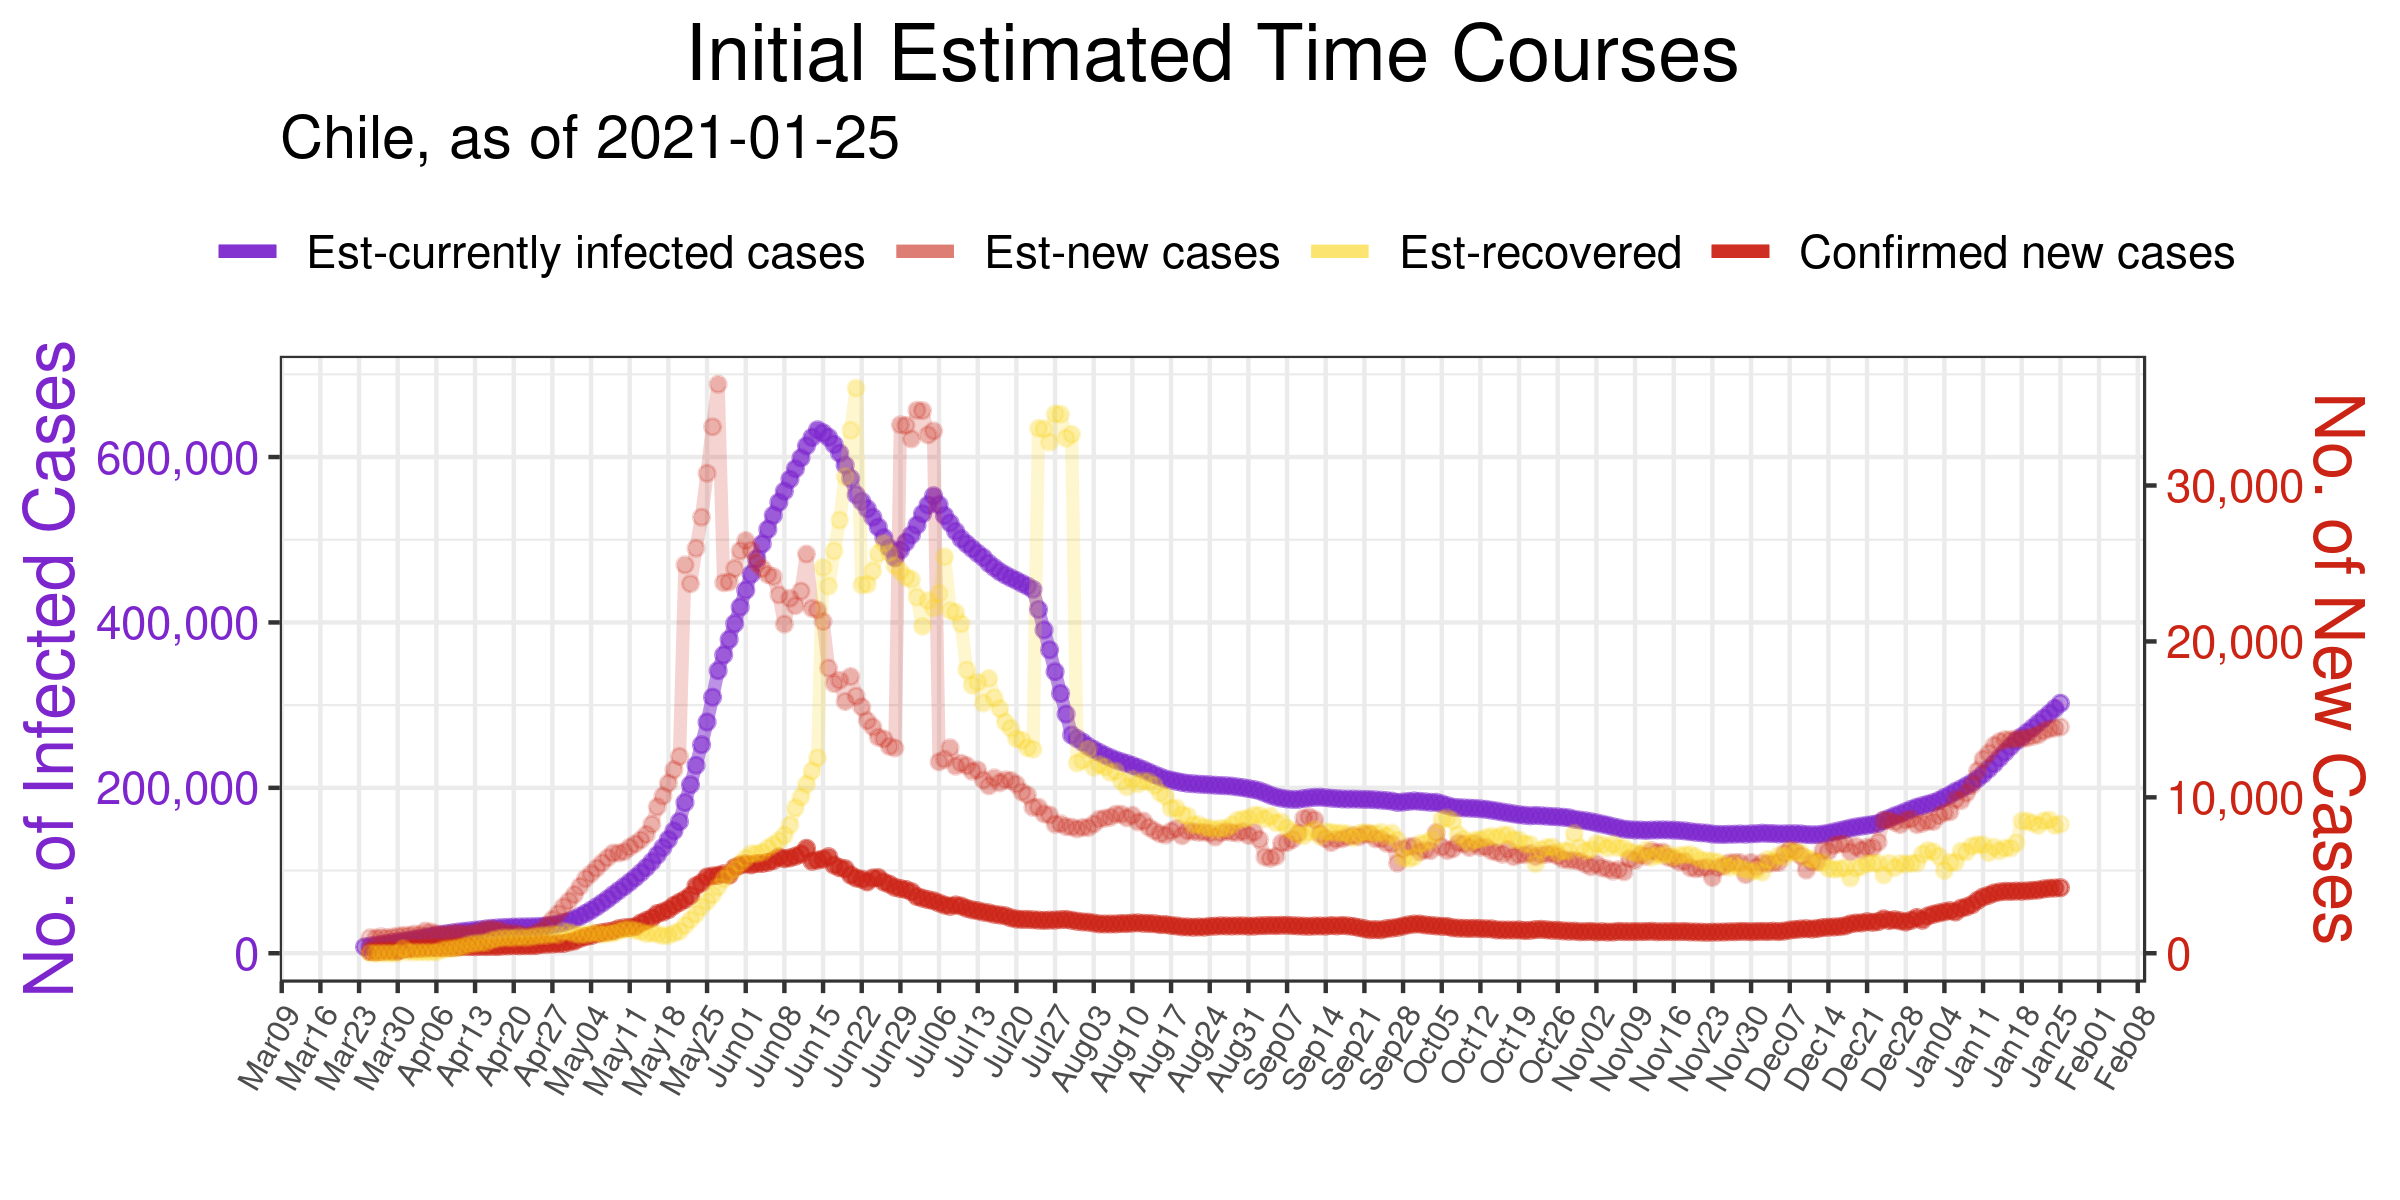 Initial Estimated Time Courses
Chile, as of 2021-01-25
Est-currently infected cases Est-new cases Est-recovered Confirmed new cases
No. of Infected Cases
600,000
400,000
200,000
0
No. of New Cases
30,000
20,000
10,000
0
Mar09 Mar16 Mar23 Mar30 Apr06 Apr13 Apr20 Apr27 May04 May11 May18 May25 Jun01 Jun08 Jun15 Jun22 Jun29 Jul06 Jul13 Jul20 Jul27 Aug03 Aug10 Aug17 Aug24 Aug31 Sep07 Sep14 Sep21 Sep28 Oct05 Oct12 Oct19 Oct26 Nov02 Nov09 Nov16 Nov23 Nov30 Dec07 Dec14 Dec21 Dec28 Jan04 Jan11 Jan18 Jan25 Feb01 Feb08